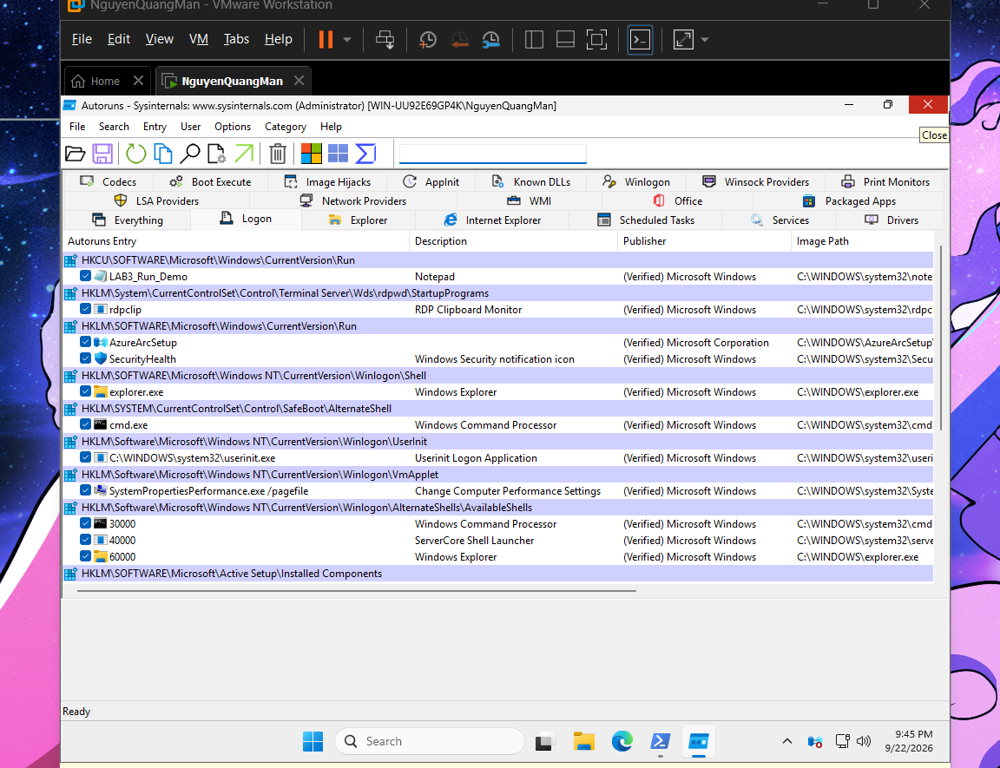 NguyenQuangMan - VMware Workstation
File Edit View VM Tabs Help
Home NguyenQuangMan
Autoruns - Sysinternals: www.sysinternals.com (Administrator) [WIN-UU92E69GP4K\NguyenQuangMan]
File Search Entry User Options Category Help
Close
Codecs Boot Execute Image Hijacks AppInit Known DLLs Winlogon Winsock Providers Print Monitors
LSA Providers Network Providers WMI Office Packaged Apps
Everything Logon Explorer Internet Explorer Scheduled Tasks Services Drivers
Autoruns Entry Description Publisher Image Path
HKCU\SOFTWARE\Microsoft\Windows\CurrentVersion\Run
LAB3_Run_Demo Notepad (Verified) Microsoft Windows C:\WINDOWS\system32\note
HKLM\System\CurrentControlSet\Control\Terminal Server\Wds\rdpwd\StartupPrograms
rdpclip RDP Clipboard Monitor (Verified) Microsoft Windows C:\WINDOWS\system32\rdpc
HKLM\SOFTWARE\Microsoft\Windows\CurrentVersion\Run
AzureArcSetup (Verified) Microsoft Corporation C:\WINDOWS\AzureArcSetup\
SecurityHealth Windows Security notification icon (Verified) Microsoft Windows C:\WINDOWS\system32\Secu
HKLM\SOFTWARE\Microsoft\Windows NT\CurrentVersion\Winlogon\Shell
explorer.exe Windows Explorer (Verified) Microsoft Windows C:\WINDOWS\explorer.exe
HKLM\SYSTEM\CurrentControlSet\Control\SafeBoot\AlternateShell
cmd.exe Windows Command Processor (Verified) Microsoft Windows C:\WINDOWS\system32\cmd
HKLM\SOFTWARE\Microsoft\Windows NT\CurrentVersion\Winlogon\Userinit
C:\WINDOWS\system32\userinit.exe Userinit Logon Application (Verified) Microsoft Windows C:\WINDOWS\system32\useri
HKLM\Software\Microsoft\Windows NT\CurrentVersion\Winlogon\VmApplet
SystemPropertiesPerformance.exe /pagefile Change Computer Performance Settings (Verified) Microsoft Windows C:\WINDOWS\system32\Syste
HKLM\Software\Microsoft\Windows NT\CurrentVersion\Winlogon\AlternateShells\AvailableShells
30000 Windows Command Processor (Verified) Microsoft Windows C:\WINDOWS\system32\cmd
40000 ServerCore Shell Launcher (Verified) Microsoft Windows C:\WINDOWS\system32\serve
60000 Windows Explorer (Verified) Microsoft Windows C:\WINDOWS\explorer.exe
HKLM\SOFTWARE\Microsoft\Active Setup\Installed Components
Ready
Search
9:45 PM
9/22/2026